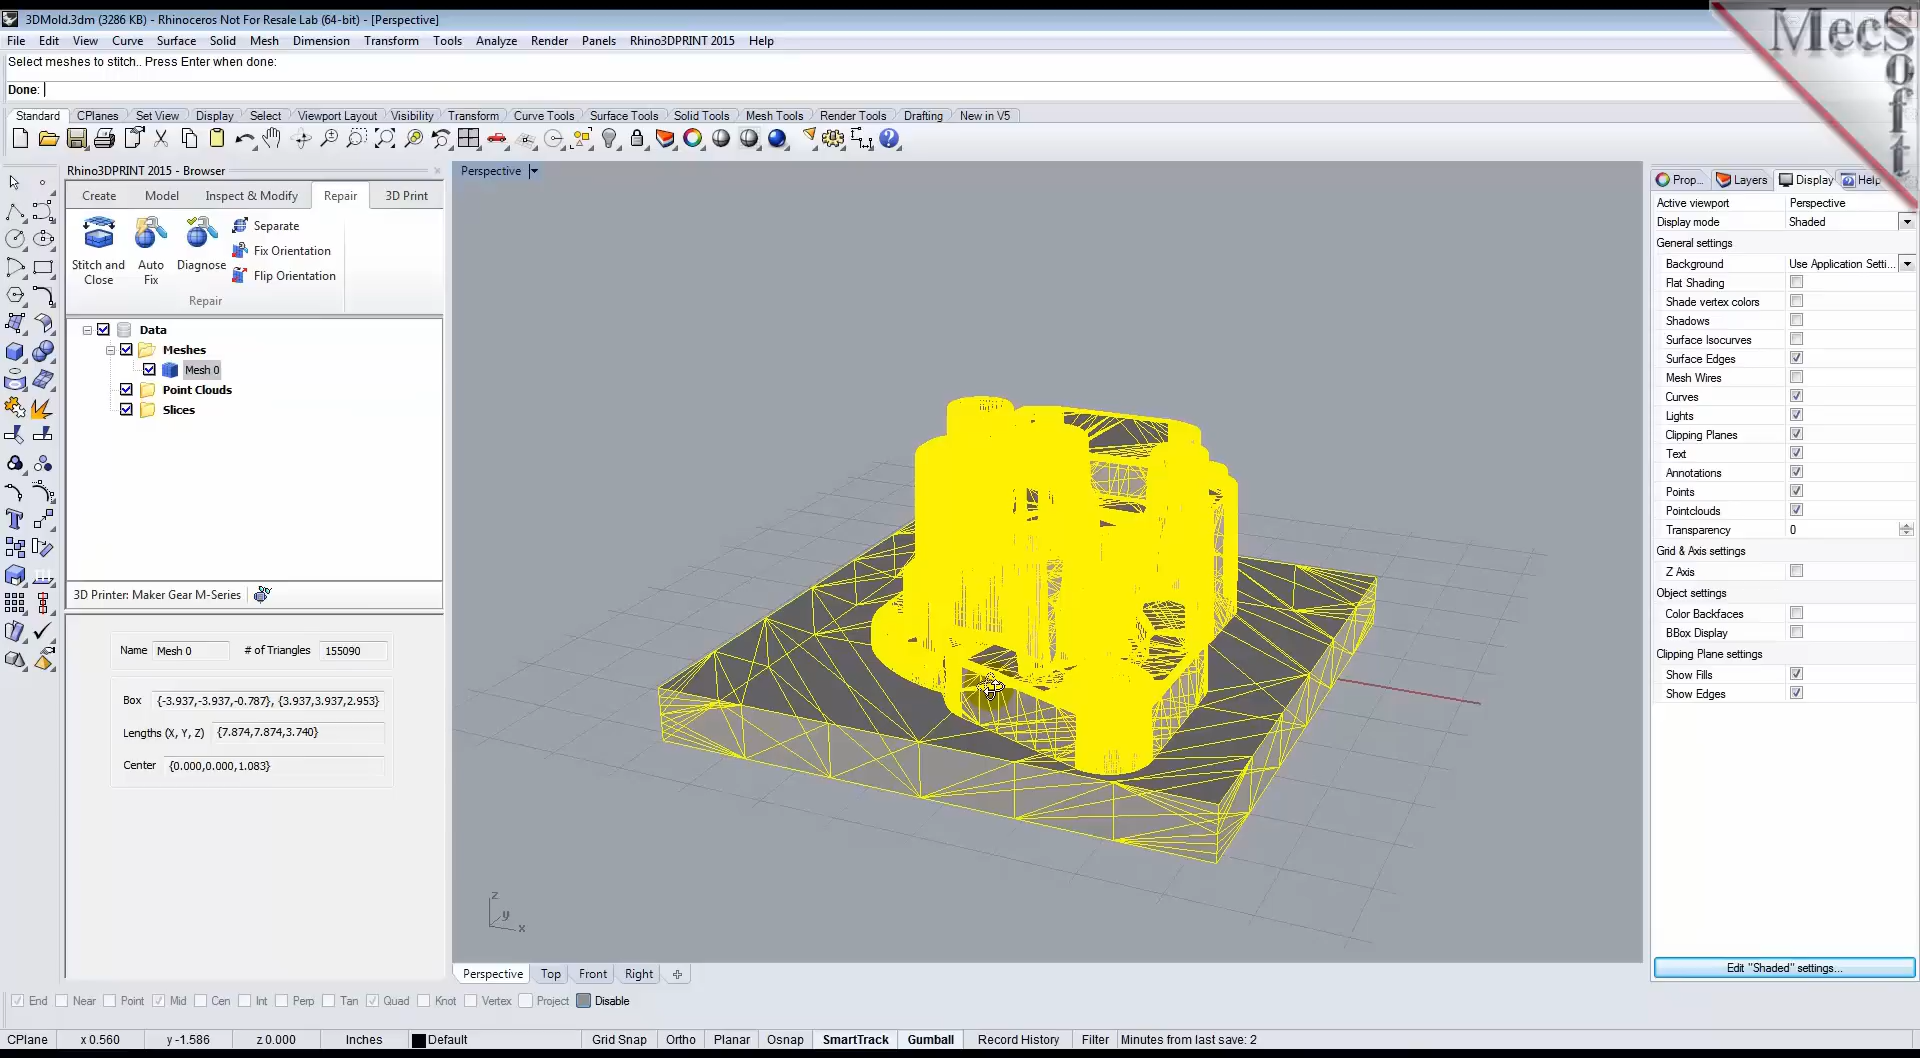 3DMold.3dm (3286 KB) - Rhinoceros Not For Resale Lab (64-bit) - [Perspective]
MecSoft
File Edit View Curve Surface Solid Mesh Dimension Transform Tools Analyze Render Panels Rhino3DPRINT 2015 Help
Select meshes to stitch.. Press Enter when done:
Done:
Standard CPlanes Set View Display Select Viewport Layout Visibility Transform Curve Tools Surface Tools Solid Tools Mesh Tools Render Tools Drafting New in V5
Rhino3DPRINT 2015 - Browser
Create Model Inspect & Modify Repair 3D Print
Stitch and Close
Auto Fix
Diagnose
Separate
Fix Orientation
Flip Orientation
Repair
Data
Meshes
Mesh 0
Point Clouds
Slices
3D Printer: Maker Gear M-Series
Name Mesh 0 # of Triangles 155090
Box {-3.937,-3.937,-0.787}, {3.937,3.937,2.953}
Lengths (X, Y, Z) {7.874,7.874,3.740}
Center {0.000,0.000,1.083}
Perspective
z
y
x
Perspective Top Front Right
Prop... Layers Display Help
Active viewport Perspective
Display mode Shaded
General settings
Background Use Application Setti...
Flat Shading
Shade vertex colors
Shadows
Surface Isocurves
Surface Edges
Mesh Wires
Curves
Lights
Clipping Planes
Text
Annotations
Points
Pointclouds
Transparency 0
Grid & Axis settings
Z Axis
Object settings
Color Backfaces
BBox Display
Clipping Plane settings
Show Fills
Show Edges
Edit "Shaded" settings...
End Near Point Mid Cen Int Perp Tan Quad Knot Vertex Project Disable
CPlane x 0.560 y -1.586 z 0.000 Inches Default Grid Snap Ortho Planar Osnap SmartTrack Gumball Record History Filter Minutes from last save: 2